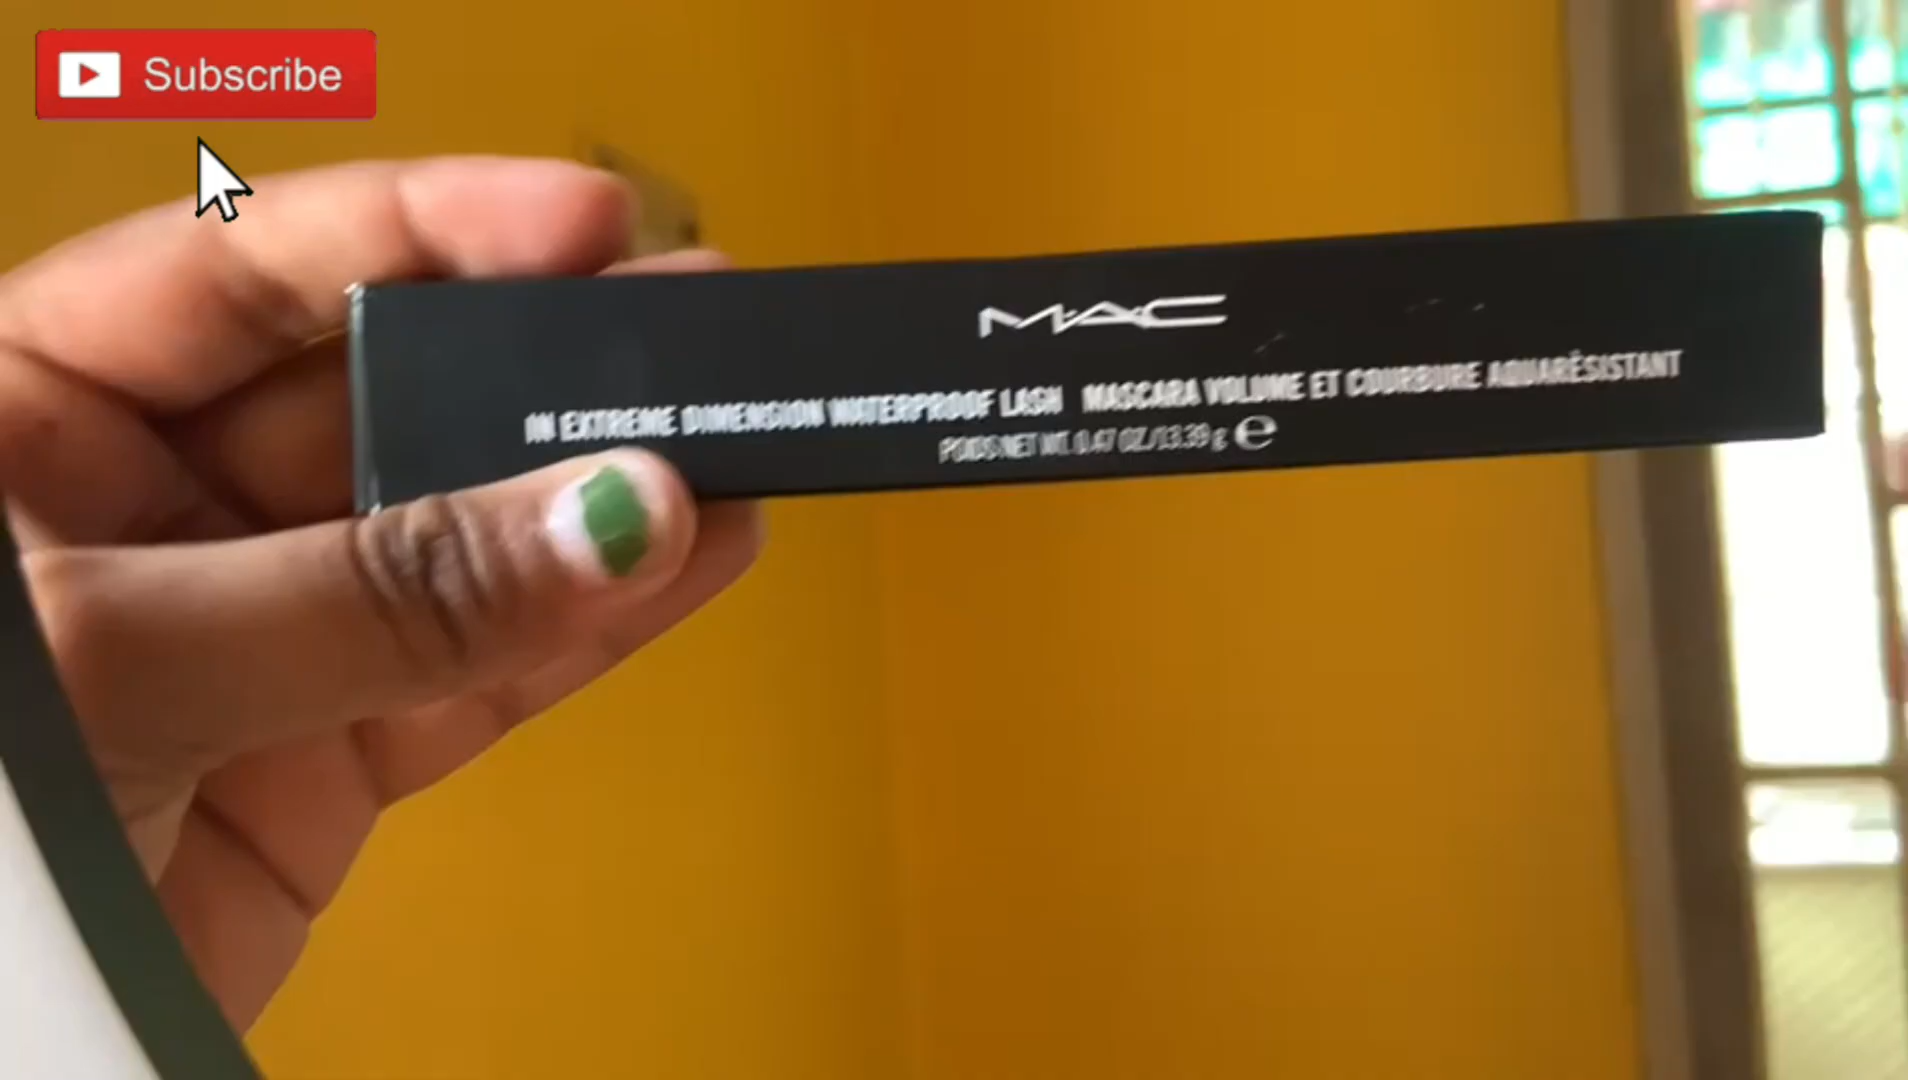 Subscribe
MAC
IN EXTREME DIMENSION WATERPROOF LASH MASCARA VOLUME ET COURBURE AQUARÉSISTANT
POIDS NET WT. 0.47 OZ/13.39 g e